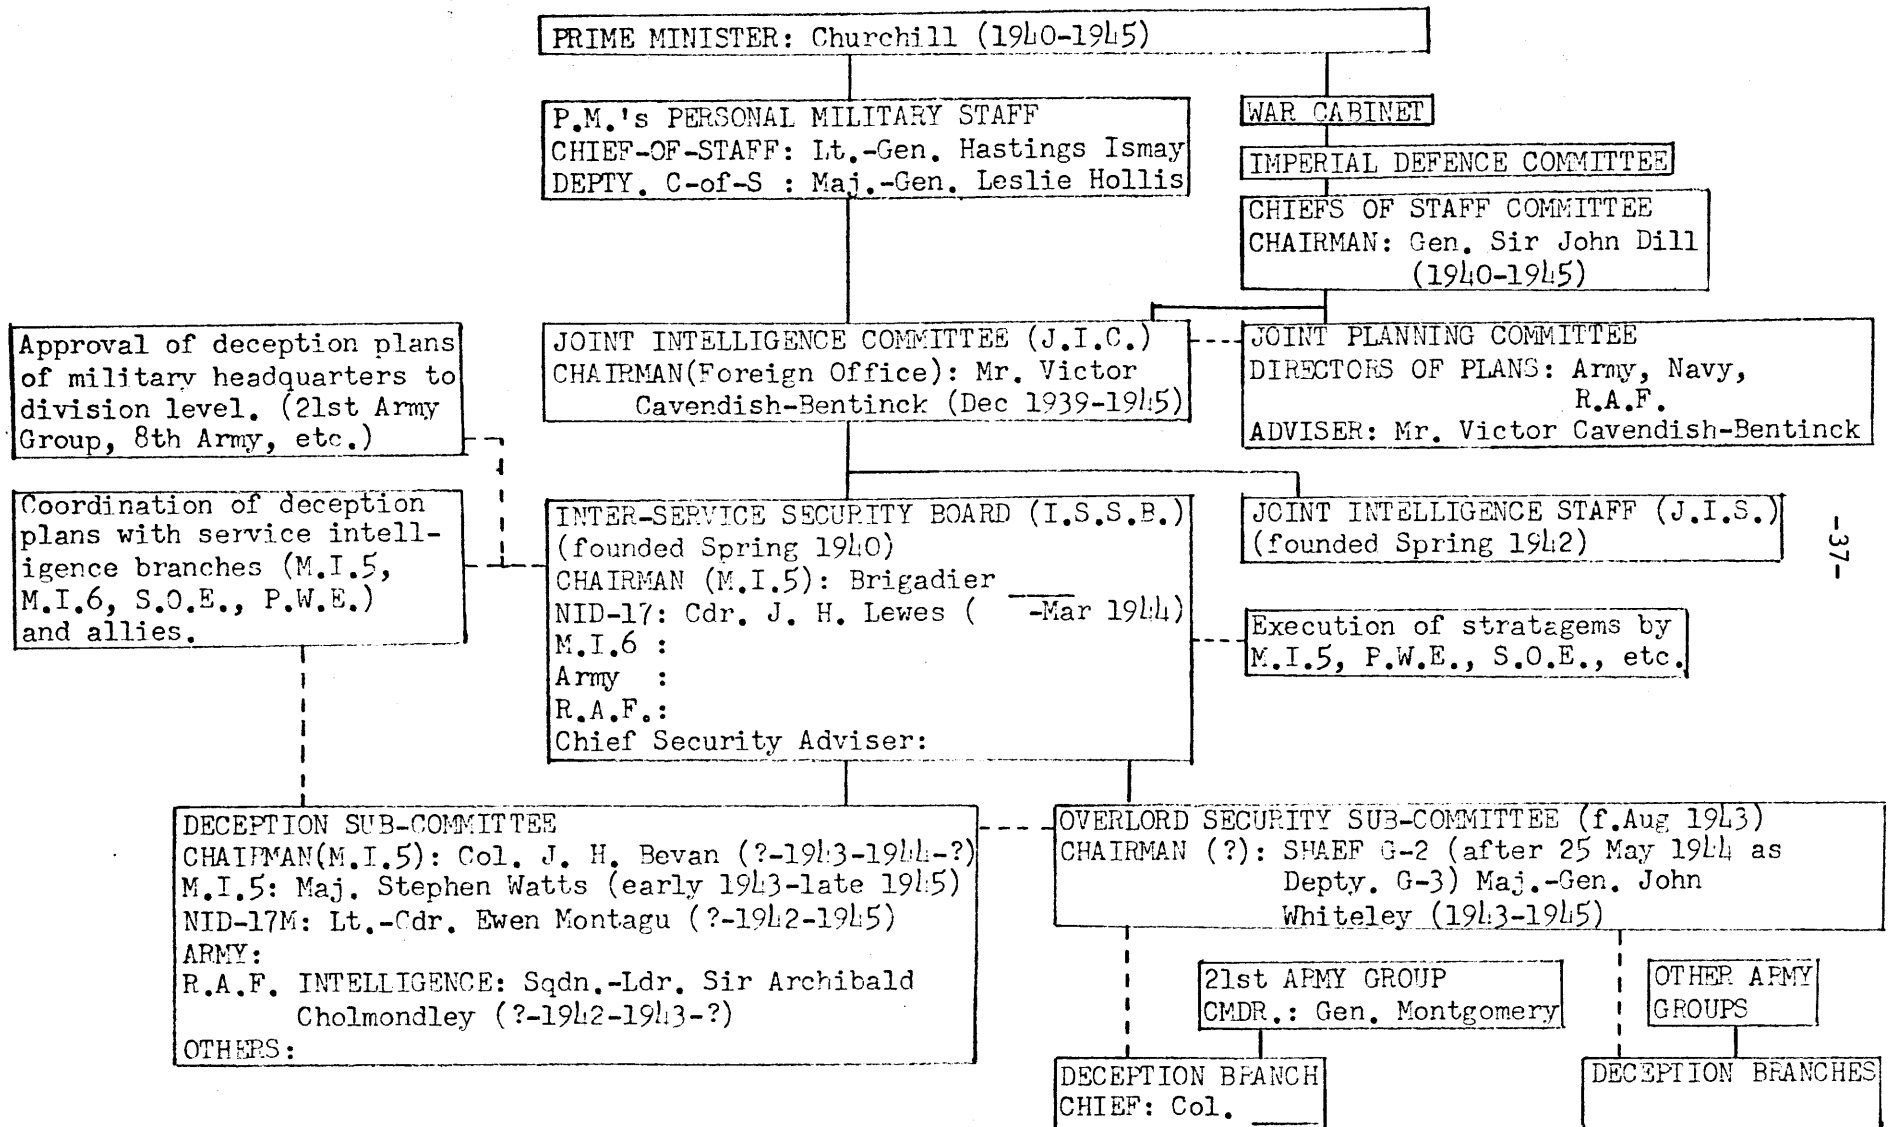 PRIME MINISTER: Churchill (1940-1945)
P.M.'s PERSONAL MILITARY STAFF
CHIEF-OF-STAFF: Lt.-Gen. Hastings Ismay
DEPTY. C-of-S : Maj.-Gen. Leslie Hollis
WAR CABINET
IMPERIAL DEFENCE COMMITTEE
CHIEFS OF STAFF COMMITTEE
CHAIRMAN: Gen. Sir John Dill
(1940-1945)
Approval of deception plans
of military headquarters to
division level. (21st Army
Group, 8th Army, etc.)
JOINT INTELLIGENCE COMMITTEE (J.I.C.)
CHAIRMAN(Foreign Office): Mr. Victor
Cavendish-Bentinck (Dec 1939-1945)
JOINT PLANNING COMMITTEE
DIRECTORS OF PLANS: Army, Navy,
R.A.F.
ADVISER: Mr. Victor Cavendish-Bentinck
Coordination of deception
plans with service intell-
igence branches (M.I.5,
M.I.6, S.O.E., P.W.E.)
and allies.
INTER-SERVICE SECURITY BOARD (I.S.S.B.)
(founded Spring 1940)
CHAIRMAN (M.I.5): Brigadier ____
NID-17: Cdr. J. H. Lewes (    -Mar 1944)
M.I.6 :
Army  :
R.A.F.:
Chief Security Adviser:
JOINT INTELLIGENCE STAFF (J.I.S.)
(founded Spring 1942)
-37-
Execution of stratagems by
M.I.5, P.W.E., S.O.E., etc.
DECEPTION SUB-COMMITTEE
CHAIRMAN(M.I.5): Col. J. H. Bevan (?-1943-1944-?)
M.I.5: Maj. Stephen Watts (early 1943-late 1945)
NID-17M: Lt.-Cdr. Ewen Montagu (?-1942-1945)
ARMY:
R.A.F. INTELLIGENCE: Sqdn.-Ldr. Sir Archibald
Cholmondley (?-1942-1943-?)
OTHERS:
OVERLORD SECURITY SUB-COMMITTEE (f.Aug 1943)
CHAIRMAN (?): SHAEF G-2 (after 25 May 1944 as
Depty. G-3) Maj.-Gen. John
Whiteley (1943-1945)
21st ARMY GROUP
CMDR.: Gen. Montgomery
OTHER ARMY
GROUPS
DECEPTION BRANCH
CHIEF: Col. ____
DECEPTION BRANCHES